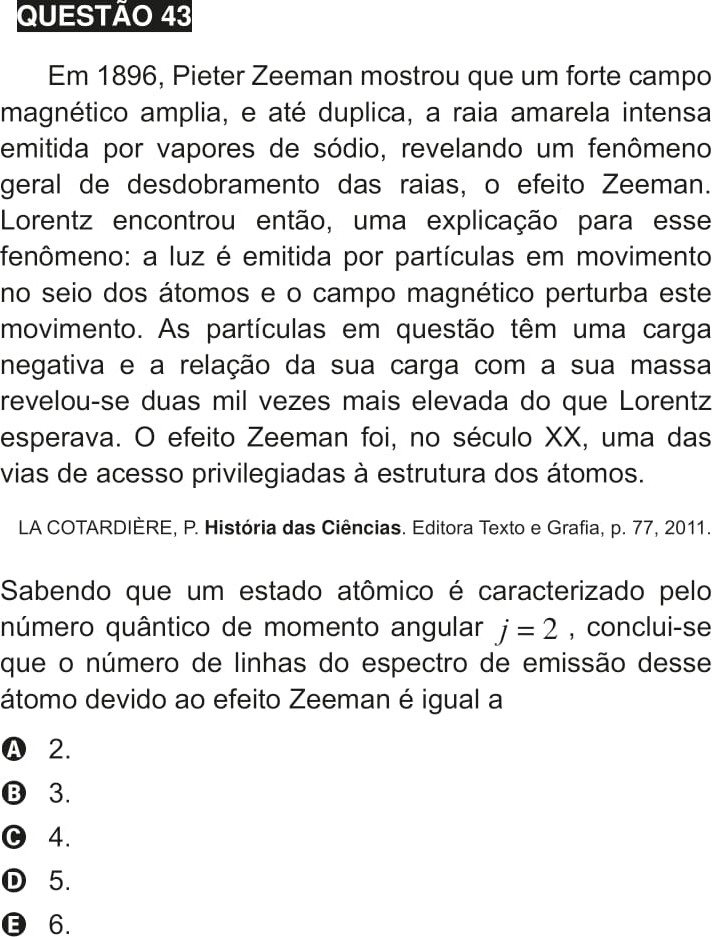 QUESTÃO 43
Em 1896, Pieter Zeeman mostrou que um forte campo
magnético amplia, e até duplica, a raia amarela intensa
emitida por vapores de sódio, revelando um fenômeno
geral de desdobramento das raias, o efeito Zeeman.
Lorentz encontrou então, uma explicação para esse
fenômeno: a luz é emitida por partículas em movimento
no seio dos átomos e o campo magnético perturba este
movimento. As partículas em questão têm uma carga
negativa e a relação da sua carga com a sua massa
revelou-se duas mil vezes mais elevada do que Lorentz
esperava. O efeito Zeeman foi, no século XX, uma das
vias de acesso privilegiadas à estrutura dos átomos.
LA COTARDIÈRE, P. História das Ciências. Editora Texto e Grafia, p. 77, 2011.
Sabendo que um estado atômico é caracterizado pelo
número quântico de momento angular j = 2 , conclui-se
que o número de linhas do espectro de emissão desse
átomo devido ao efeito Zeeman é igual a
A 2.
B 3.
C 4.
D 5.
E 6.